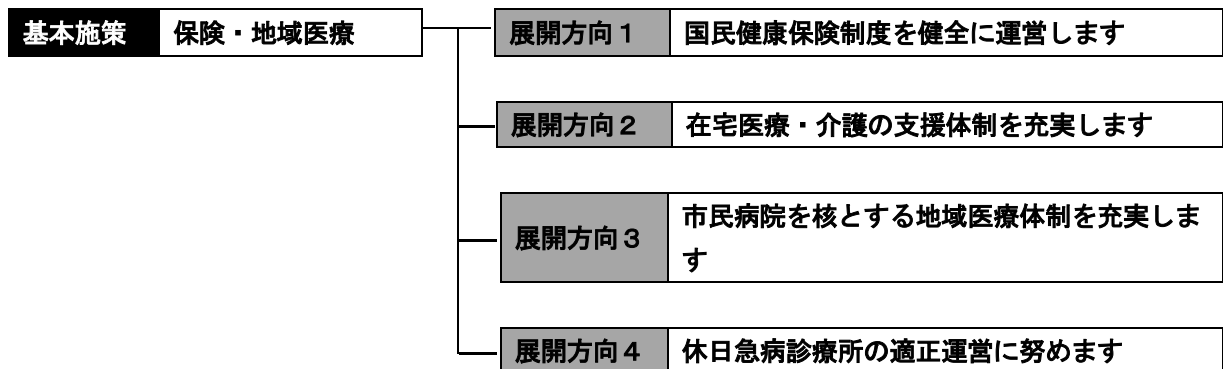 基本施策 保険・地域医療
展開方向１ 国民健康保険制度を健全に運営します
展開方向２ 在宅医療・介護の支援体制を充実します
展開方向３ 市民病院を核とする地域医療体制を充実しま
す
展開方向４ 休日急病診療所の適正運営に努めます